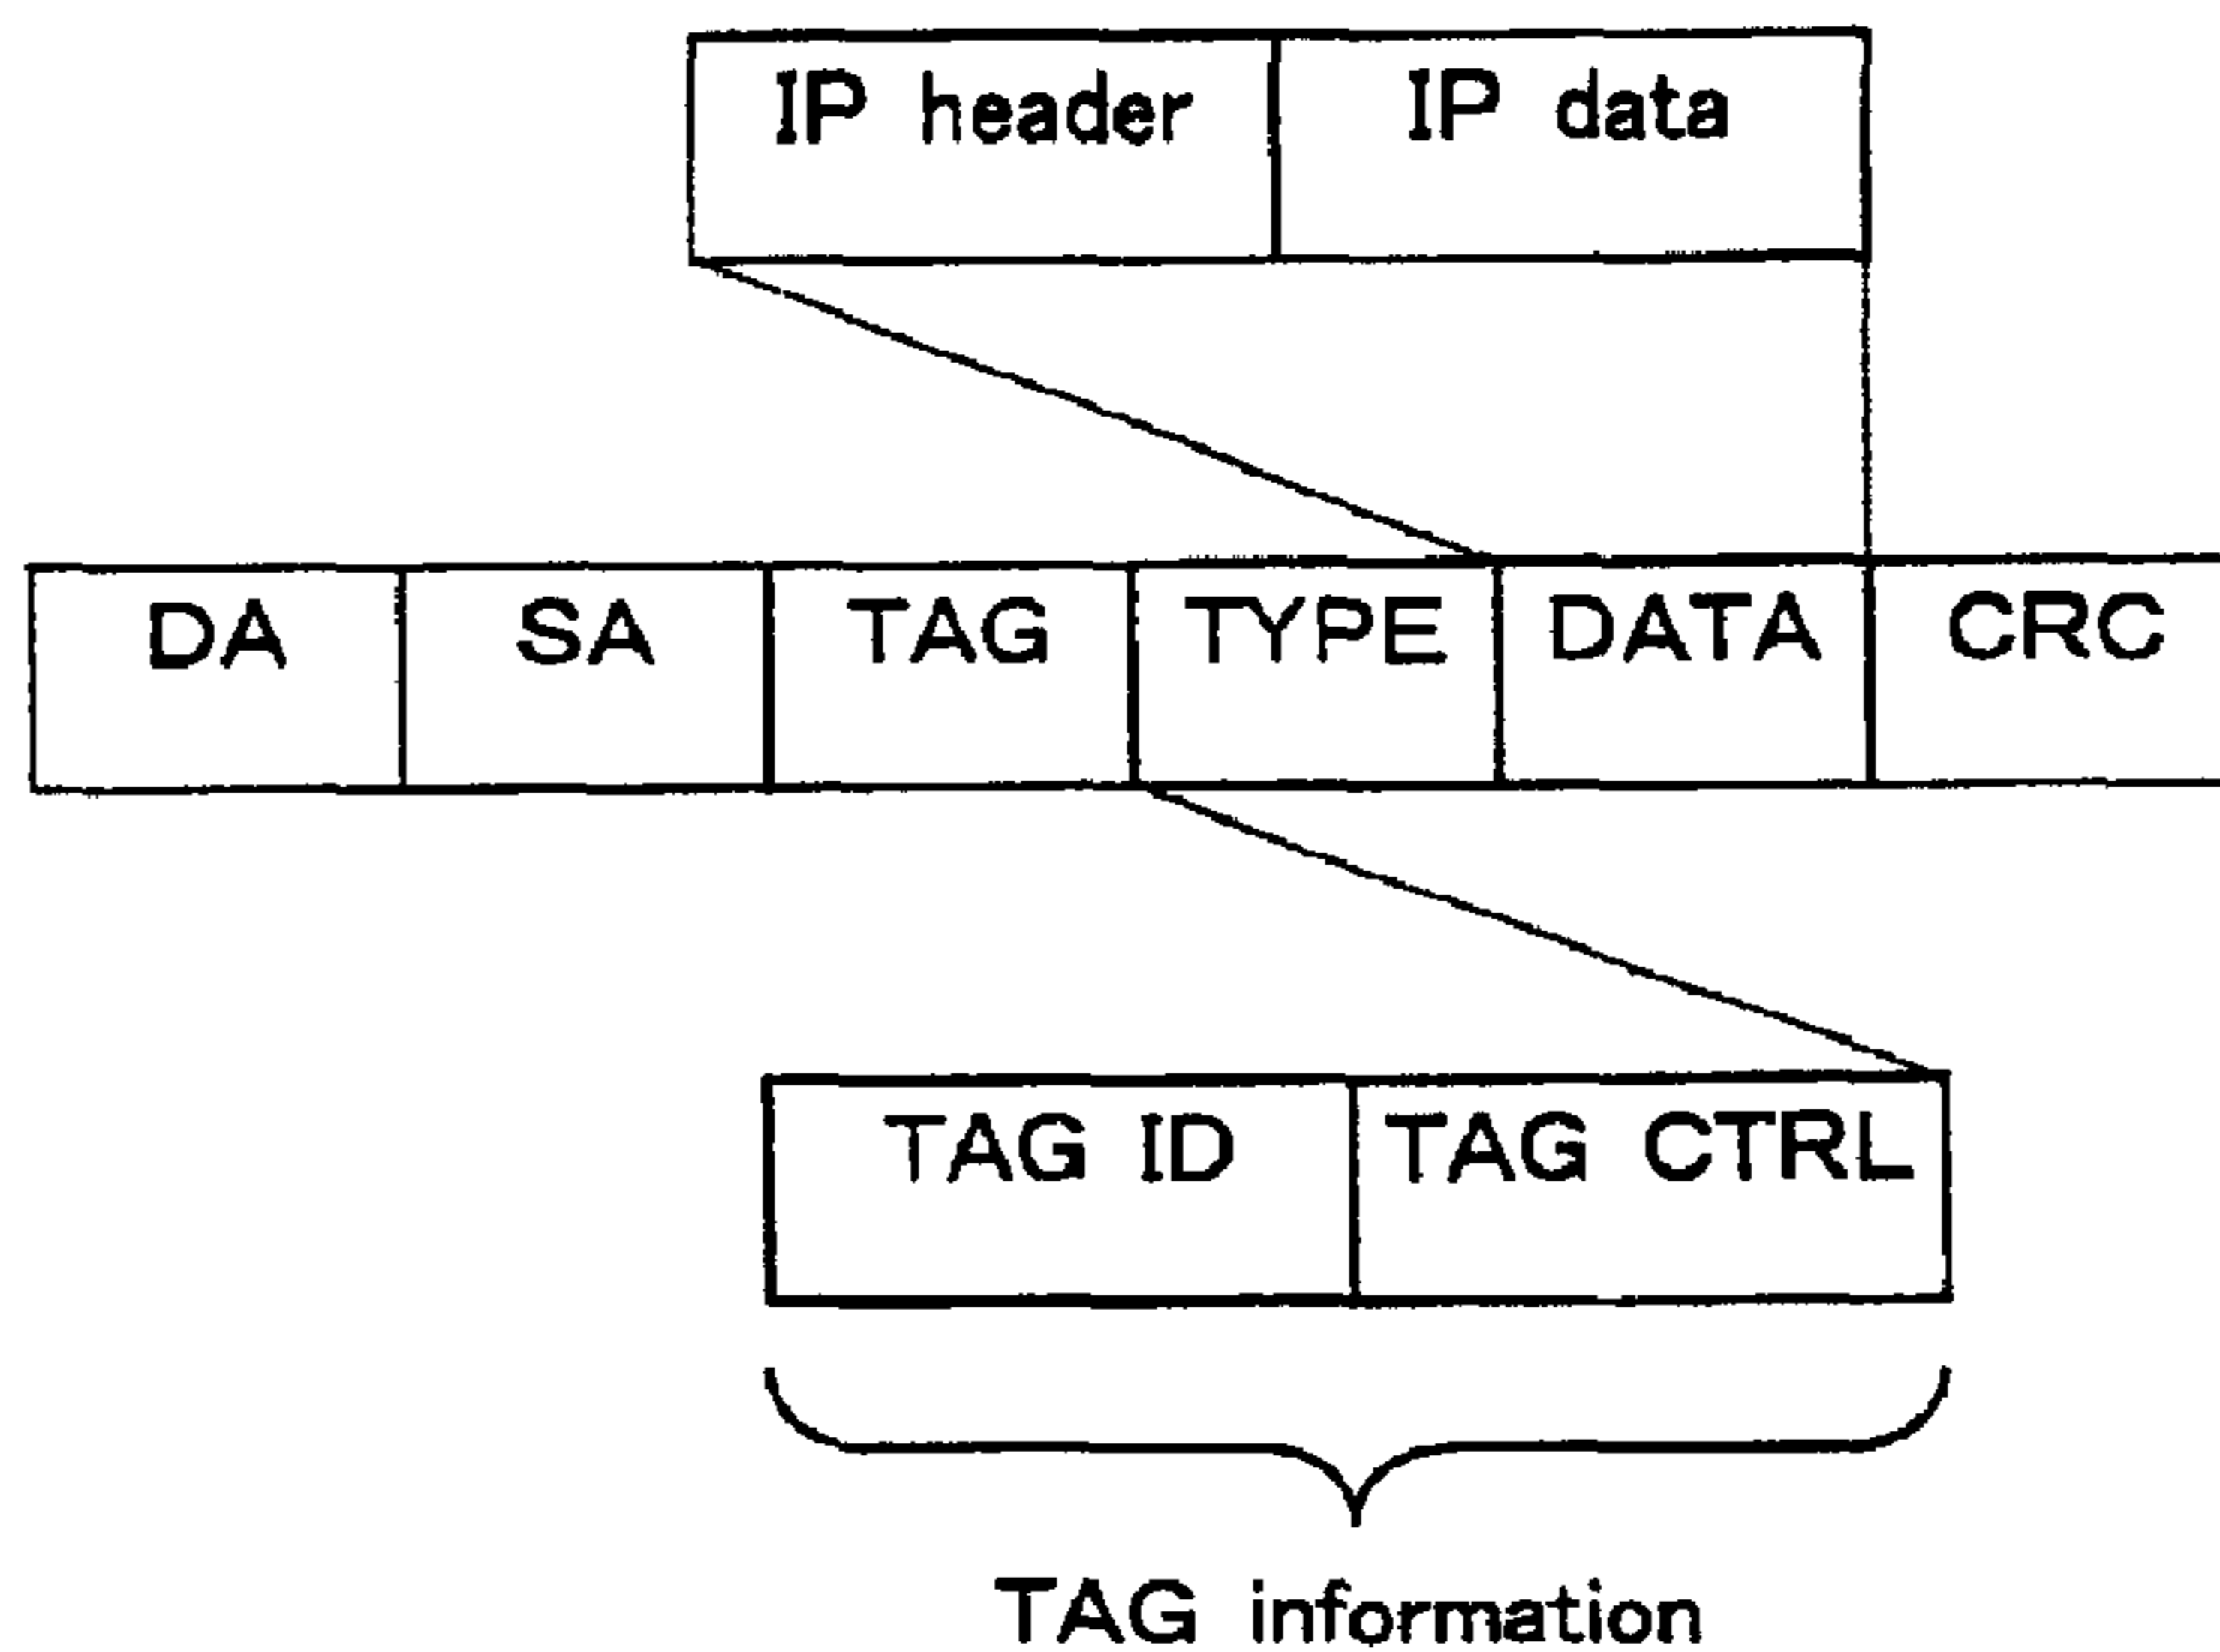 IP header IP data
DA SA TAG TYPE DATA CRC
TAG ID TAG CTRL
TAG information